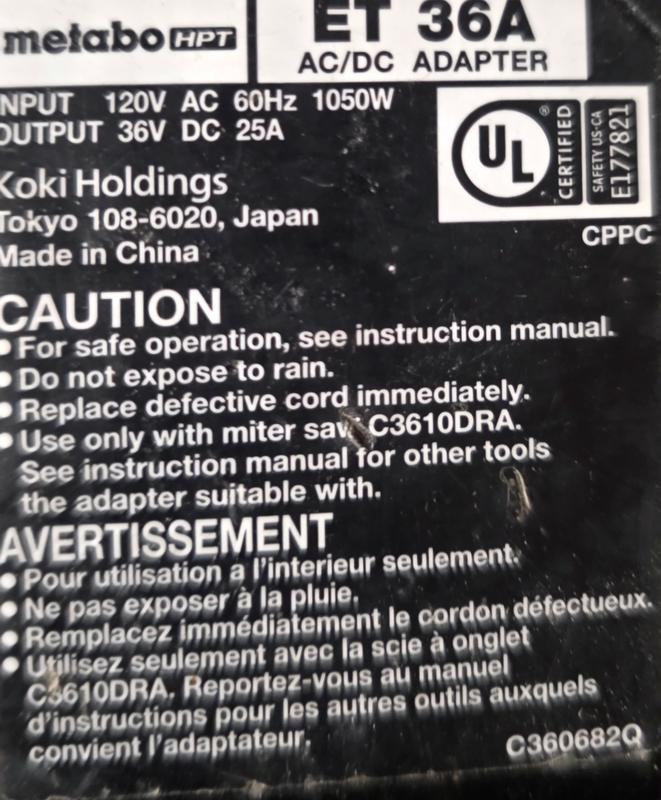 metabo HPT
ET 36A
AC/DC ADAPTER
INPUT 120V AC 60Hz 1050W
OUTPUT 36V DC 25A
UL
®
CERTIFIED
SAFETY US·CA
E177821
Koki Holdings
Tokyo 108-6020, Japan
Made in China
CPPC
CAUTION
• For safe operation, see instruction manual.
• Do not expose to rain.
• Replace defective cord immediately.
• Use only with miter saw C3610DRA.
See instruction manual for other tools
the adapter suitable with.
AVERTISSEMENT
• Pour utilisation a l'interieur seulement.
• Ne pas exposer à la pluie.
• Remplacez immédiatement le cordon défectueux.
• Utilisez seulement avec la scie à onglet
C3610DRA. Reportez-vous au manuel
d'instructions pour les autres outils auxquels
convient l'adaptateur.
C360682Q